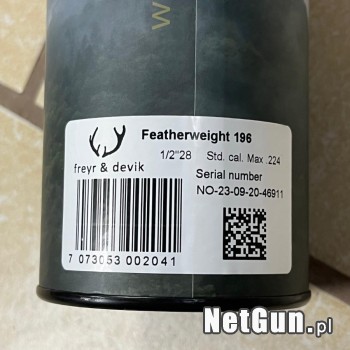 W
Featherweight 196
freyr & devik
1/2"28 Std. cal. Max .224
Serial number
NO-23-09-20-46911
7 073053 002041
NetGun.pl